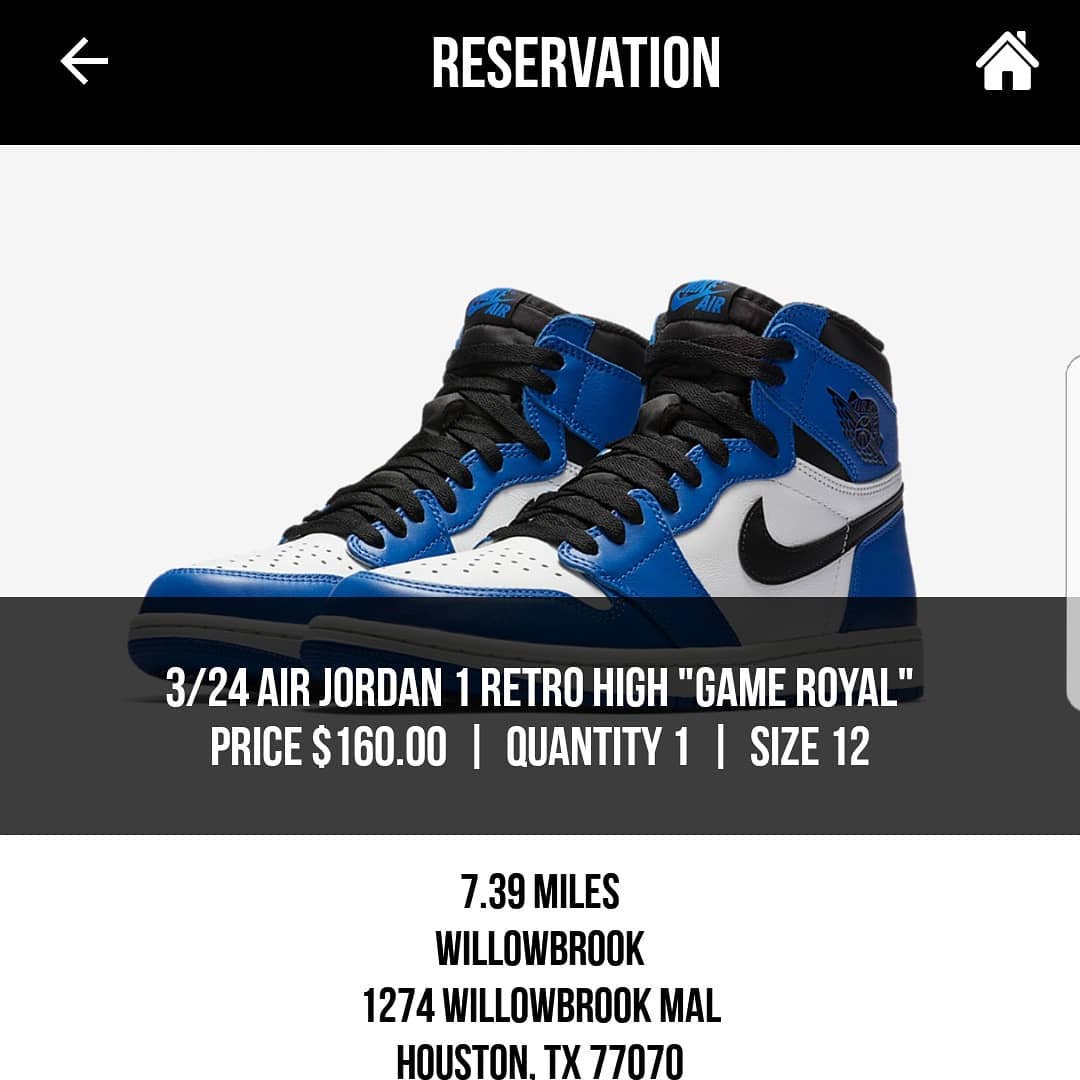 RESERVATION
AIR
AIR
3/24 AIR JORDAN 1 RETRO HIGH "GAME ROYAL"
PRICE $160.00 | QUANTITY 1 | SIZE 12
7.39 MILES
WILLOWBROOK
1274 WILLOWBROOK MAL
HOUSTON, TX 77070